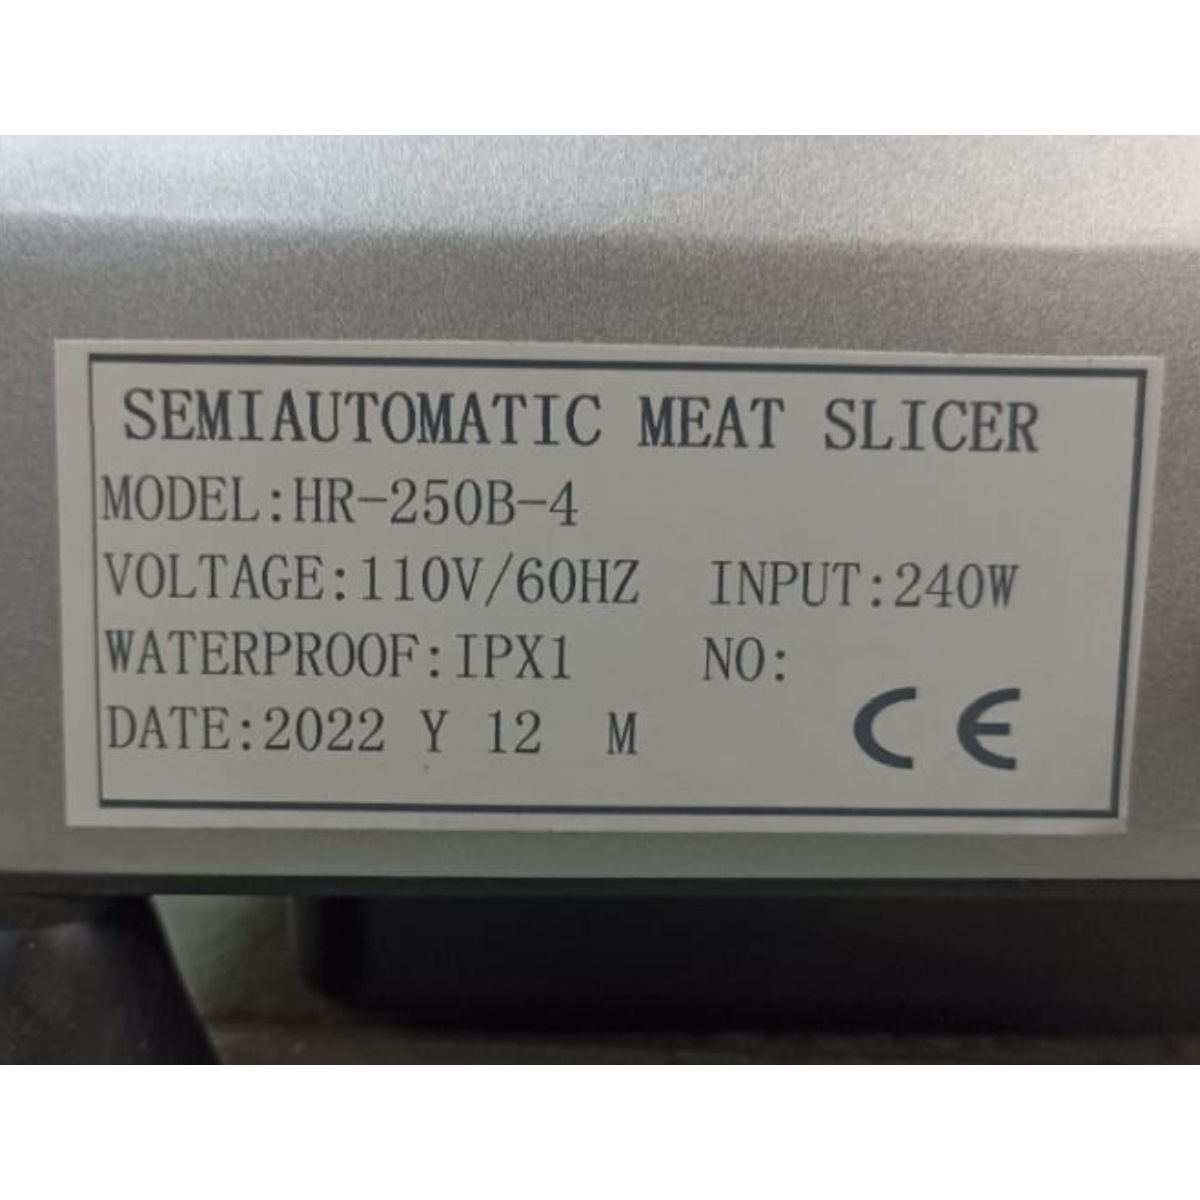 SEMIAUTOMATIC MEAT SLICER
MODEL:HR-250B-4
VOLTAGE:110V/60HZ INPUT:240W
WATERPROOF:IPX1 NO:
DATE:2022 Y 12 M CE